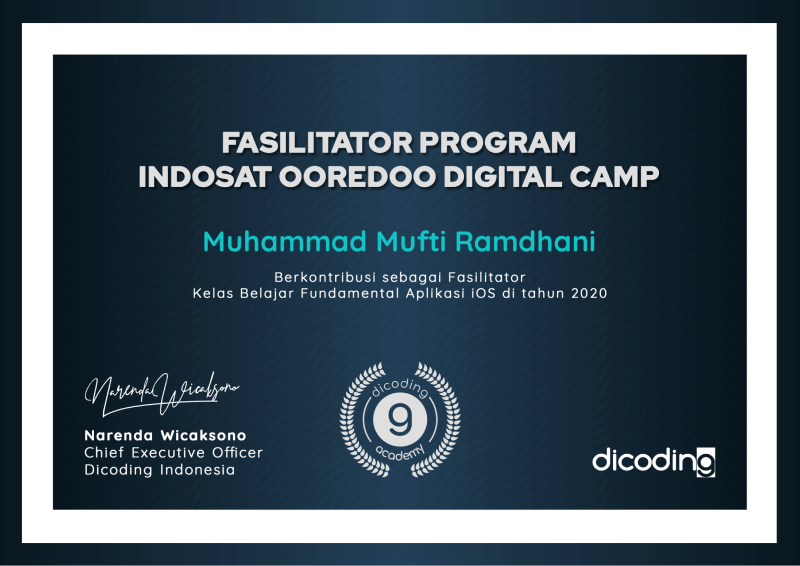 FASILITATOR PROGRAM
INDOSAT OOREDOO DIGITAL CAMP
Muhammad Mufti Ramdhani
Berkontribusi sebagai Fasilitator
Kelas Belajar Fundamental Aplikasi iOS di tahun 2020
Narenda Wicaksono
Narenda Wicaksono
Chief Executive Officer
Dicoding Indonesia
dicoding
9
academy
dicoding